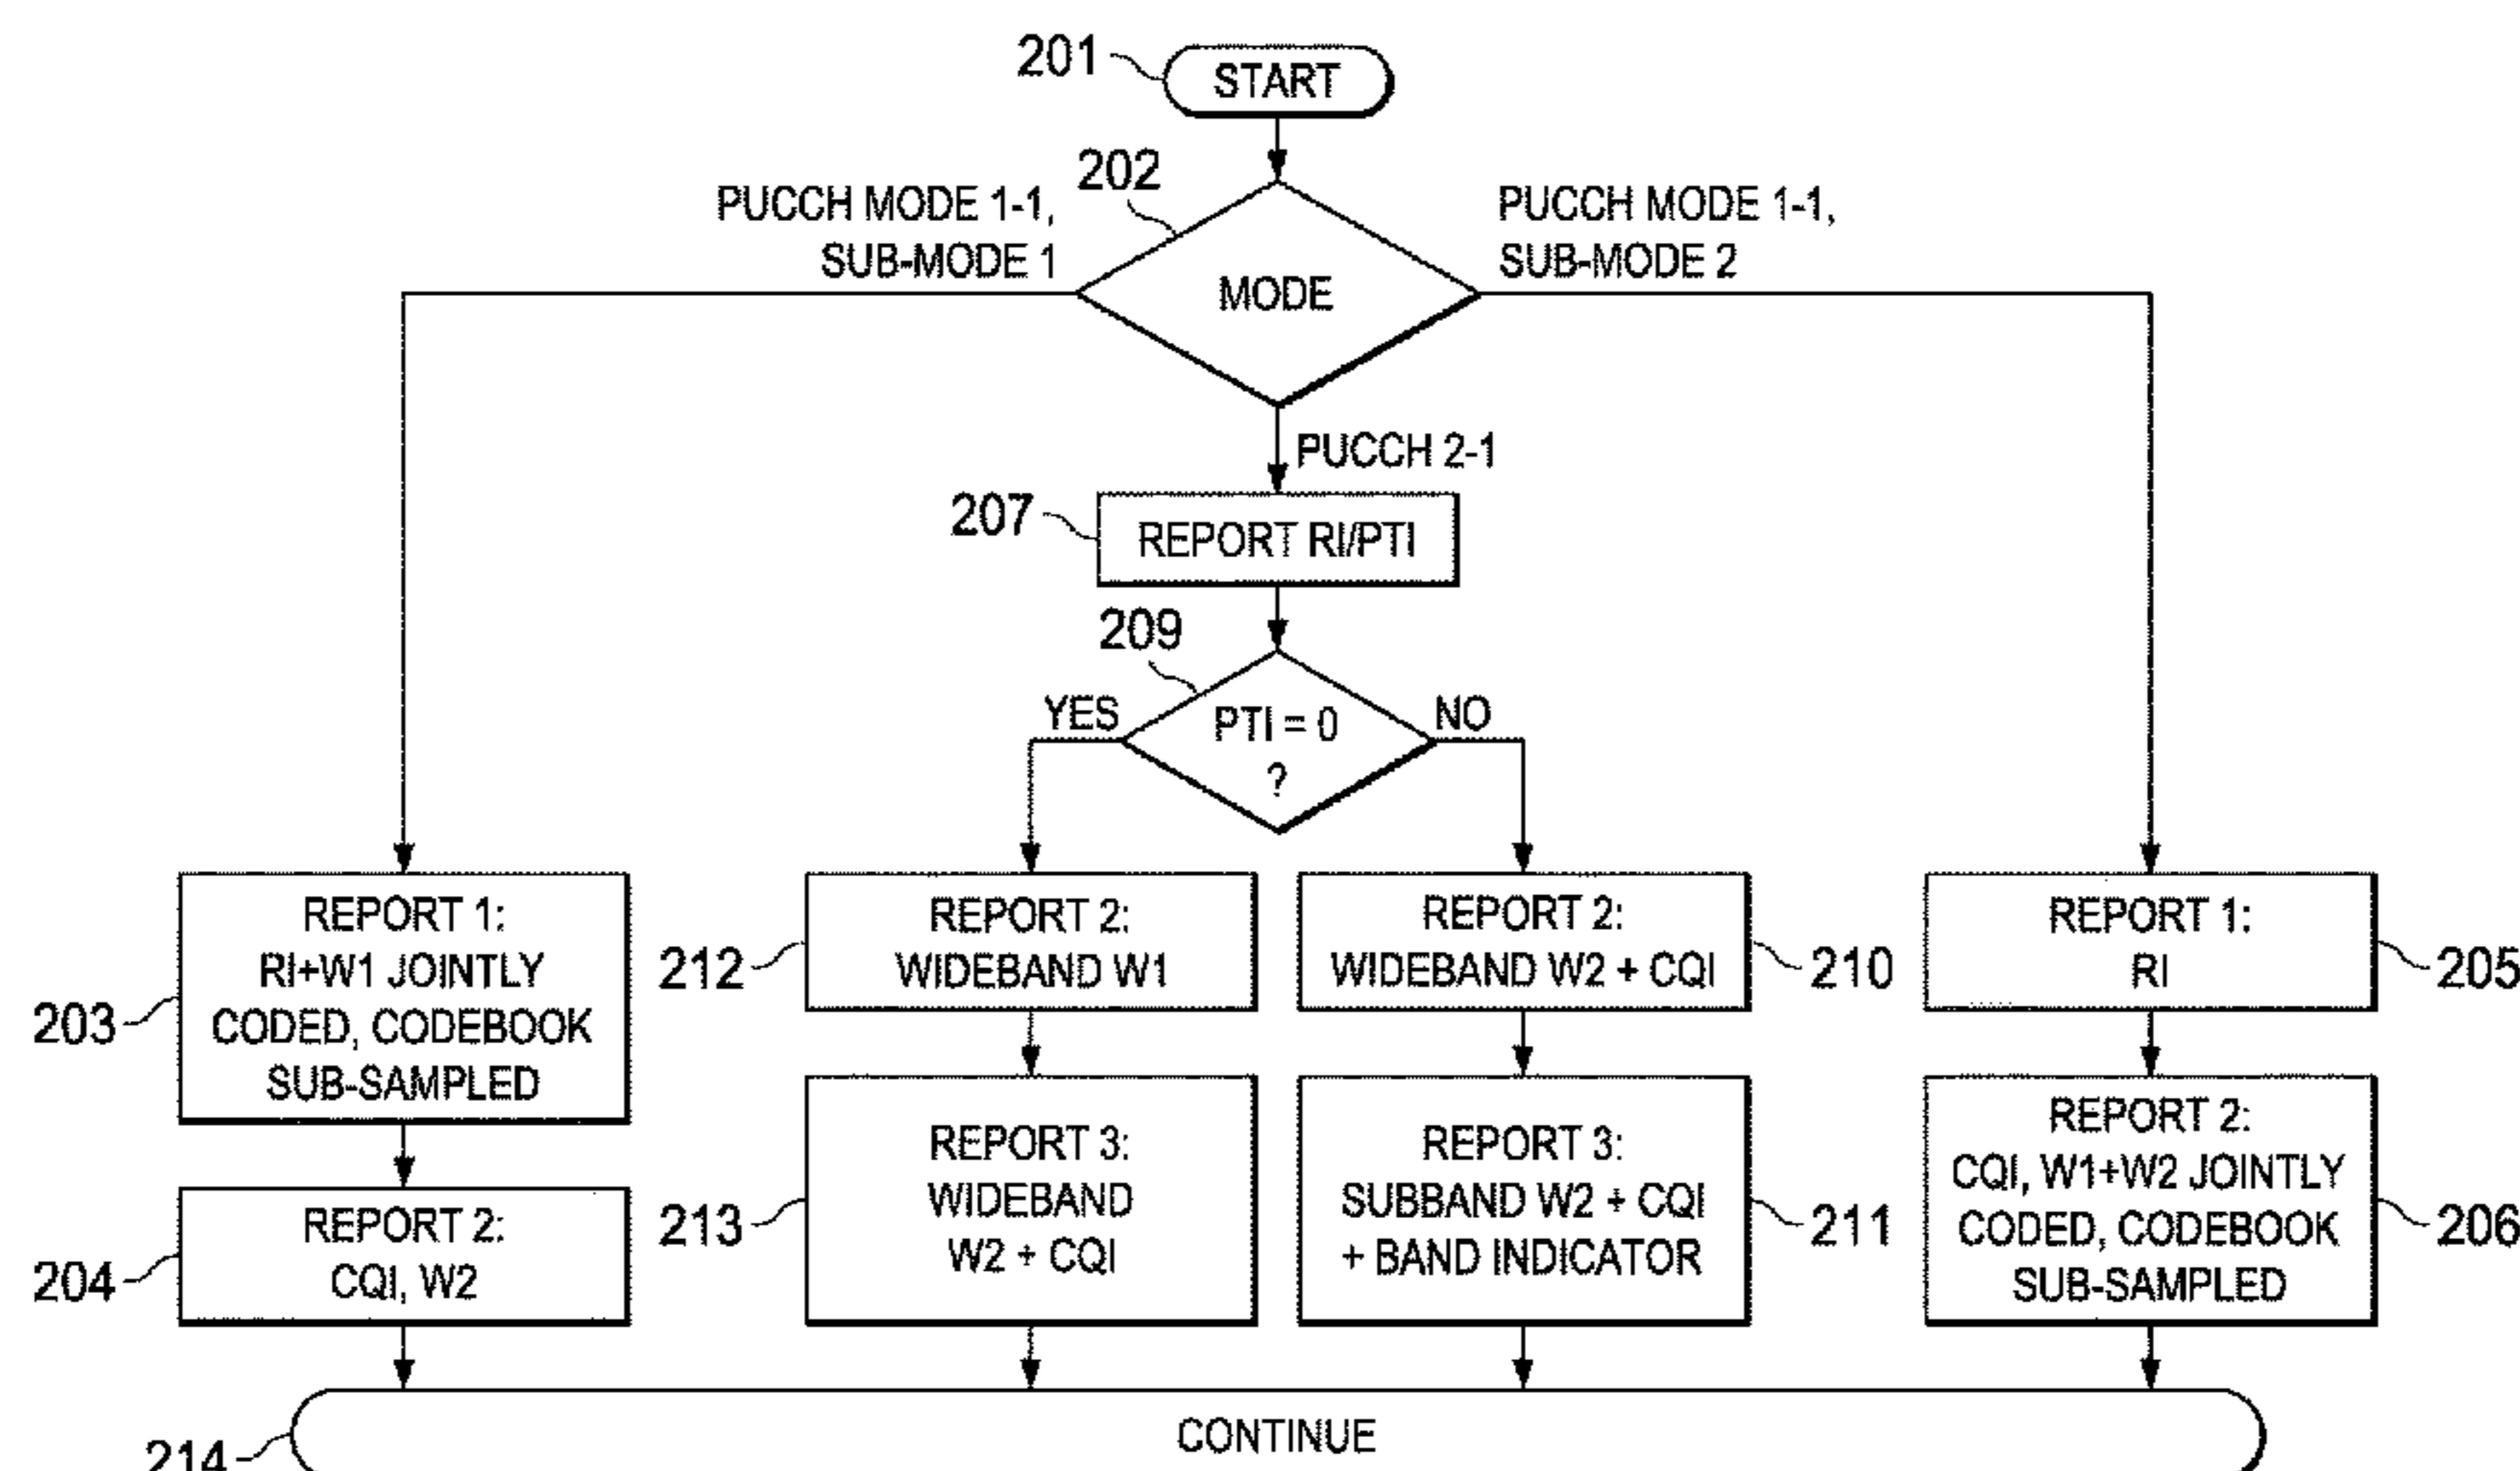 201
START
202
PUCCH MODE 1-1,
SUB-MODE 1
PUCCH MODE 1-1,
SUB-MODE 2
MODE
PUCCH 2-1
207
REPORT RI/PTI
209
YES
PTI = 0
?
NO
203
REPORT 1:
RI+W1 JOINTLY
CODED, CODEBOOK
SUB-SAMPLED
204
REPORT 2:
CQI, W2
212
REPORT 2:
WIDEBAND W1
213
REPORT 3:
WIDEBAND
W2 + CQI
REPORT 2:
WIDEBAND W2 + CQI
210
REPORT 3:
SUBBAND W2 + CQI
+ BAND INDICATOR
211
REPORT 1:
RI
205
REPORT 2:
CQI, W1+W2 JOINTLY
CODED, CODEBOOK
SUB-SAMPLED
206
214
CONTINUE